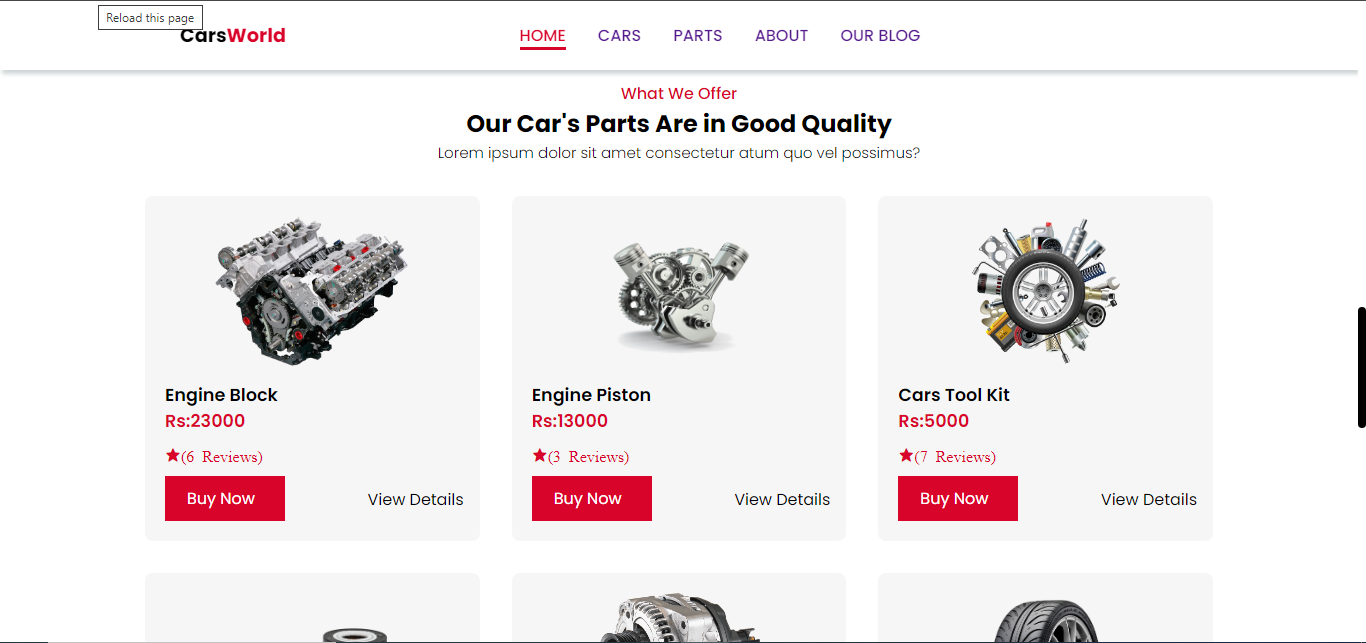 Reload this page
CarsWorld
HOME CARS PARTS ABOUT OUR BLOG
What We Offer
Our Car's Parts Are in Good Quality
Lorem ipsum dolor sit amet consectetur atum quo vel possimus?
Engine Block
Rs:23000
(6 Reviews)
Buy Now View Details
Engine Piston
Rs:13000
(3 Reviews)
Buy Now View Details
Cars Tool Kit
Rs:5000
(7 Reviews)
Buy Now View Details